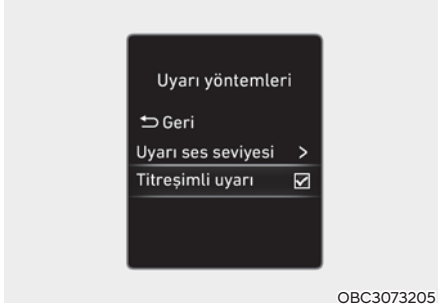 Uyarı yöntemleri
Geri
Uyarı ses seviyesi >
Titreşimli uyarı
OBC3073205